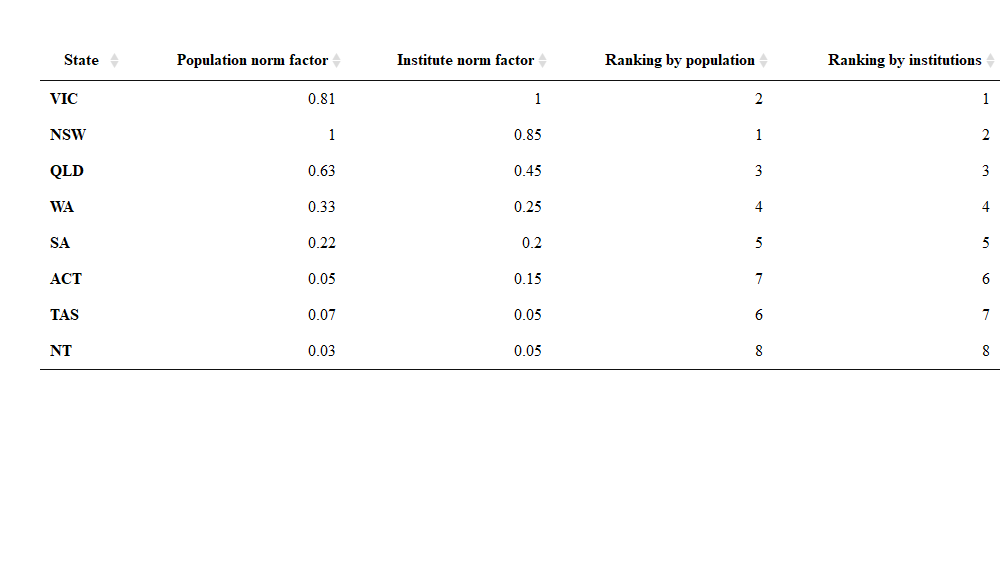 State Population norm factor Institute norm factor Ranking by population Ranking by institutions
VIC 0.81 1 2 1
NSW 1 0.85 1 2
QLD 0.63 0.45 3 3
WA 0.33 0.25 4 4
SA 0.22 0.2 5 5
ACT 0.05 0.15 7 6
TAS 0.07 0.05 6 7
NT 0.03 0.05 8 8